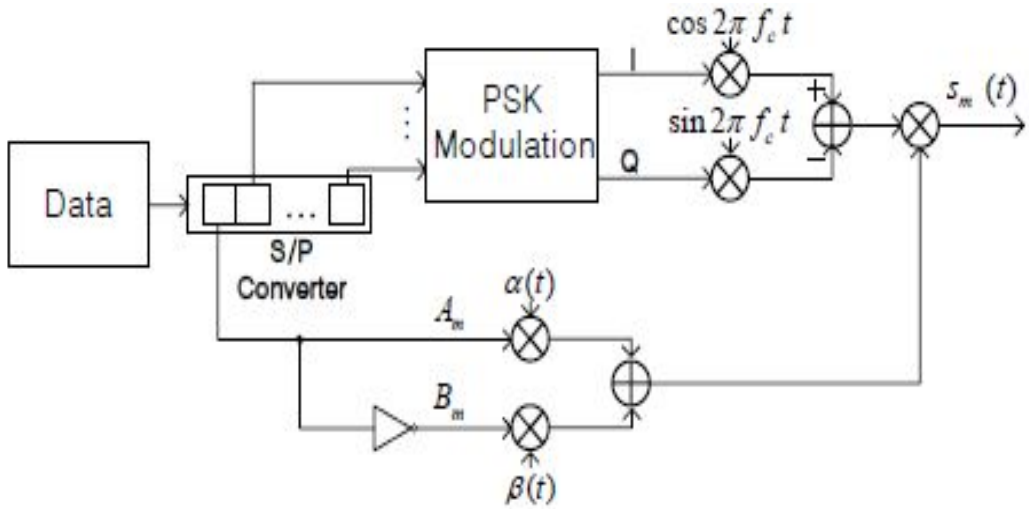 cos 2π f_c t
I
PSK
Modulation
+
s_m (t)
sin 2π f_c t
−
Q
Data
...
S/P
Converter
α(t)
A_m
B_m
β(t)